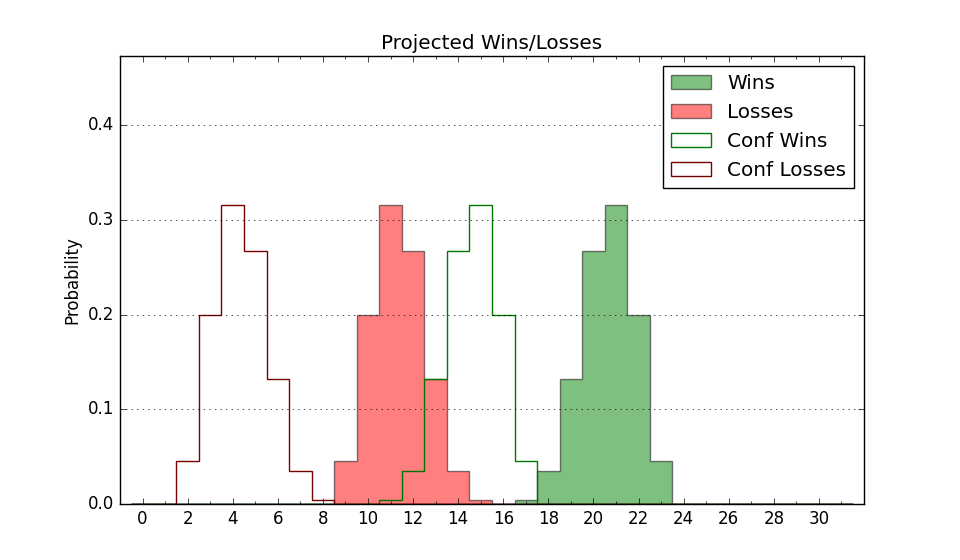 Projected Wins/Losses
Wins
Losses
Conf Wins
Conf Losses
Probability
0.4
0.3
0.2
0.1
0.0
0 2 4 6 8 10 12 14 16 18 20 22 24 26 28 30